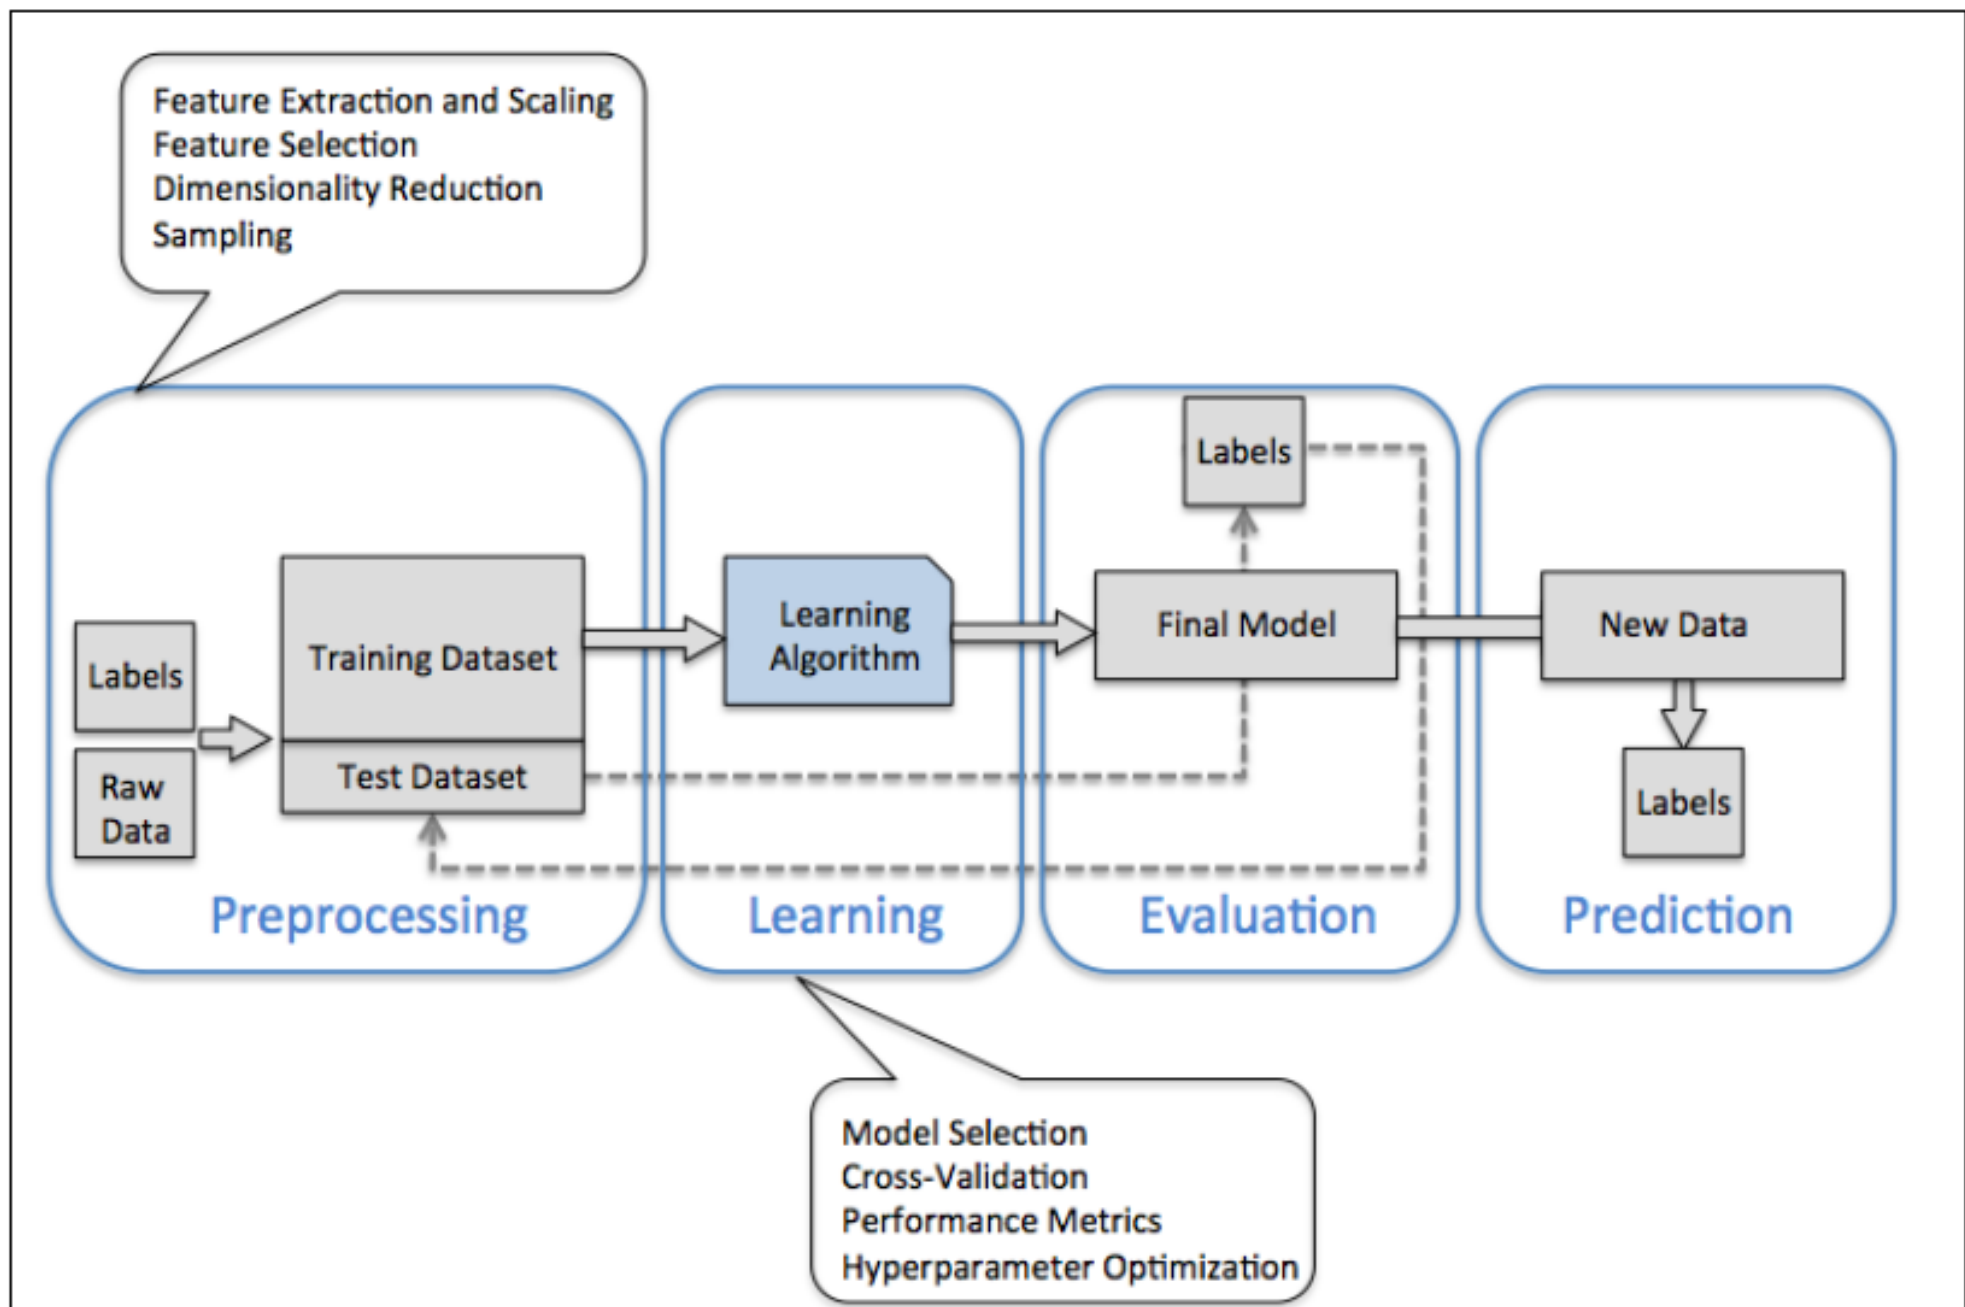 Feature Extraction and Scaling
Feature Selection
Dimensionality Reduction
Sampling
Labels
Raw
Data
Training Dataset
Test Dataset
Preprocessing
Learning
Algorithm
Learning
Labels
Final Model
Evaluation
New Data
Labels
Prediction
Model Selection
Cross-Validation
Performance Metrics
Hyperparameter Optimization